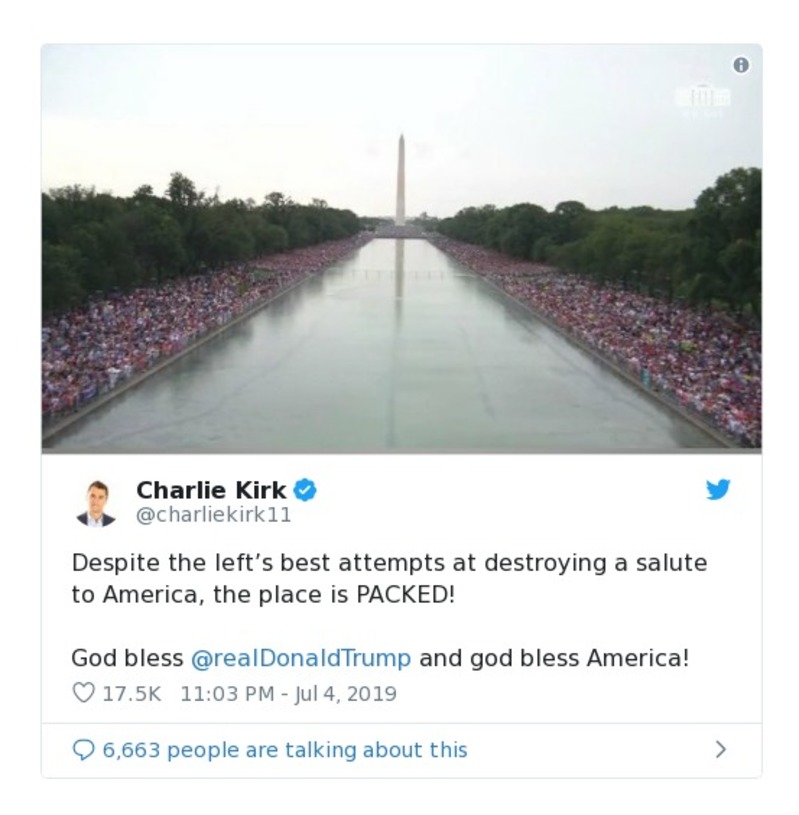 Charlie Kirk
@charliekirk11
Despite the left’s best attempts at destroying a salute
to America, the place is PACKED!
God bless @realDonaldTrump and god bless America!
17.5K 11:03 PM - Jul 4, 2019
6,663 people are talking about this